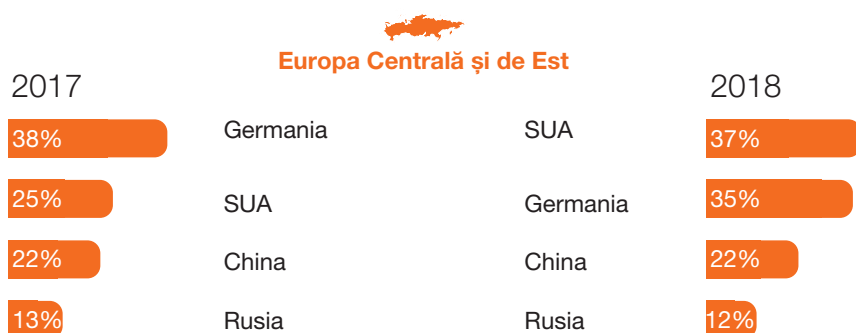 Europa Centrală și de Est
2017
2018
38% Germania SUA 37%
25% SUA Germania 35%
22% China China 22%
13% Rusia Rusia 12%